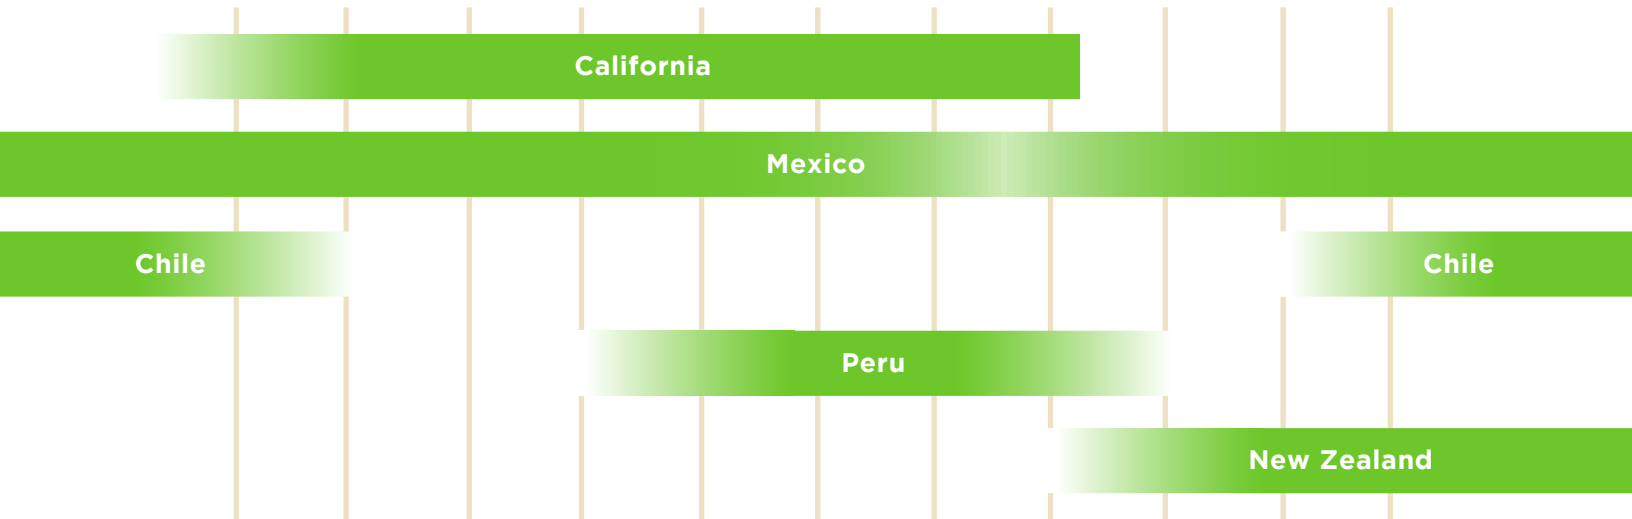 California
Mexico
Chile
Chile
Peru
New Zealand